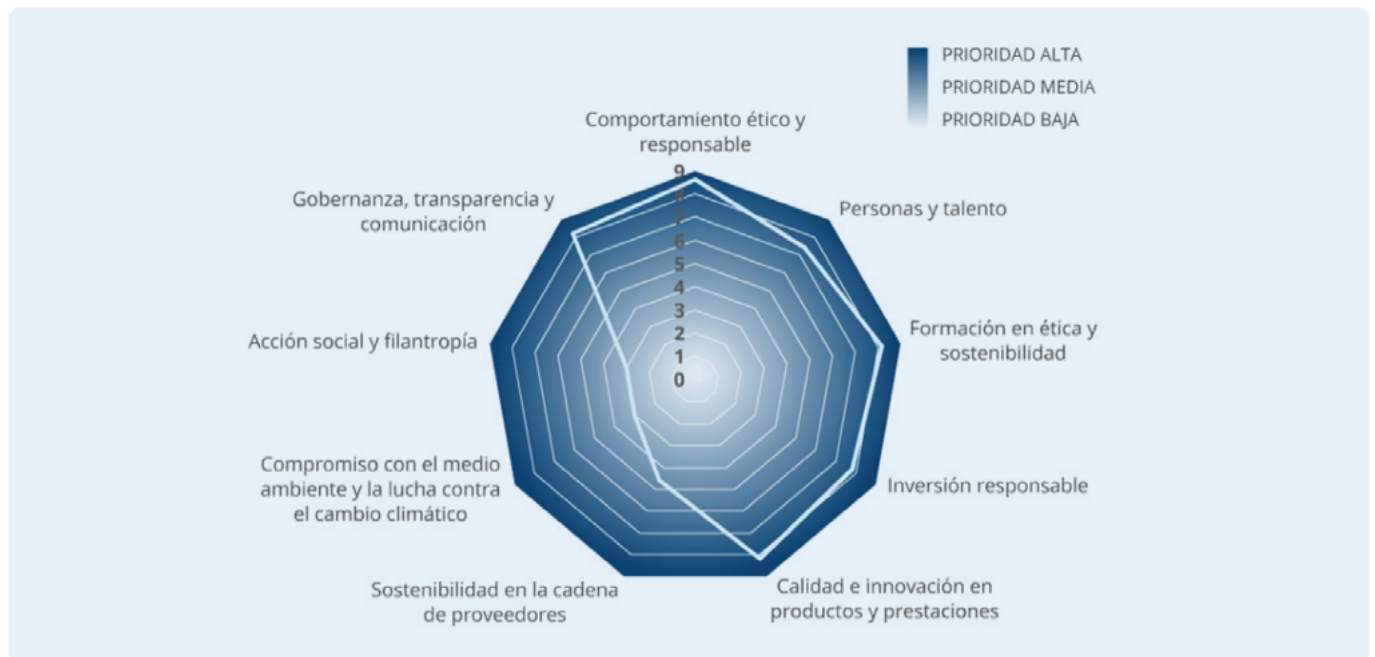 PRIORIDAD ALTA
PRIORIDAD MEDIA
PRIORIDAD BAJA
Comportamiento ético y
responsable
Gobernanza, transparencia y
comunicación
Personas y talento
Acción social y filantropía
Formación en ética y
sostenibilidad
Compromiso con el medio
ambiente y la lucha contra
el cambio climático
Inversión responsable
Sostenibilidad en la cadena
de proveedores
Calidad e innovación en
productos y prestaciones
9
8
7
6
5
4
3
2
1
0